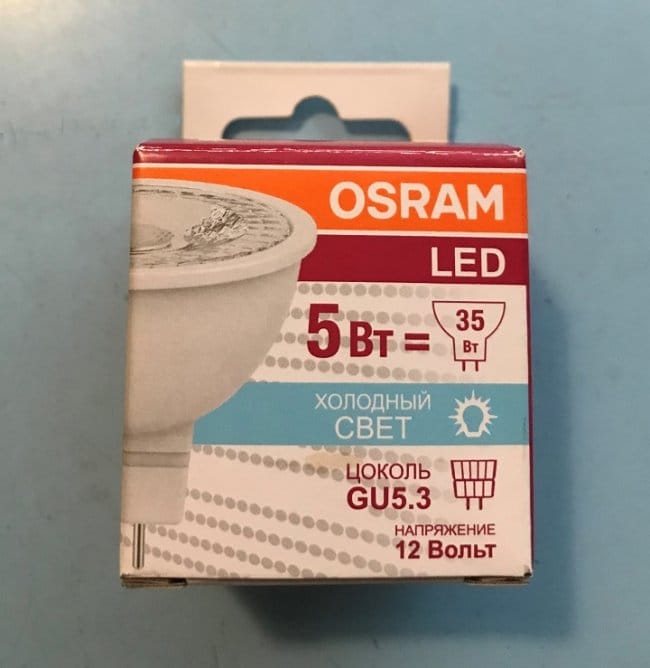 OSRAM
LED
5 Вт = 35 Вт
ХОЛОДНЫЙ
СВЕТ
ЦОКОЛЬ
GU5.3
НАПРЯЖЕНИЕ
12 Вольт